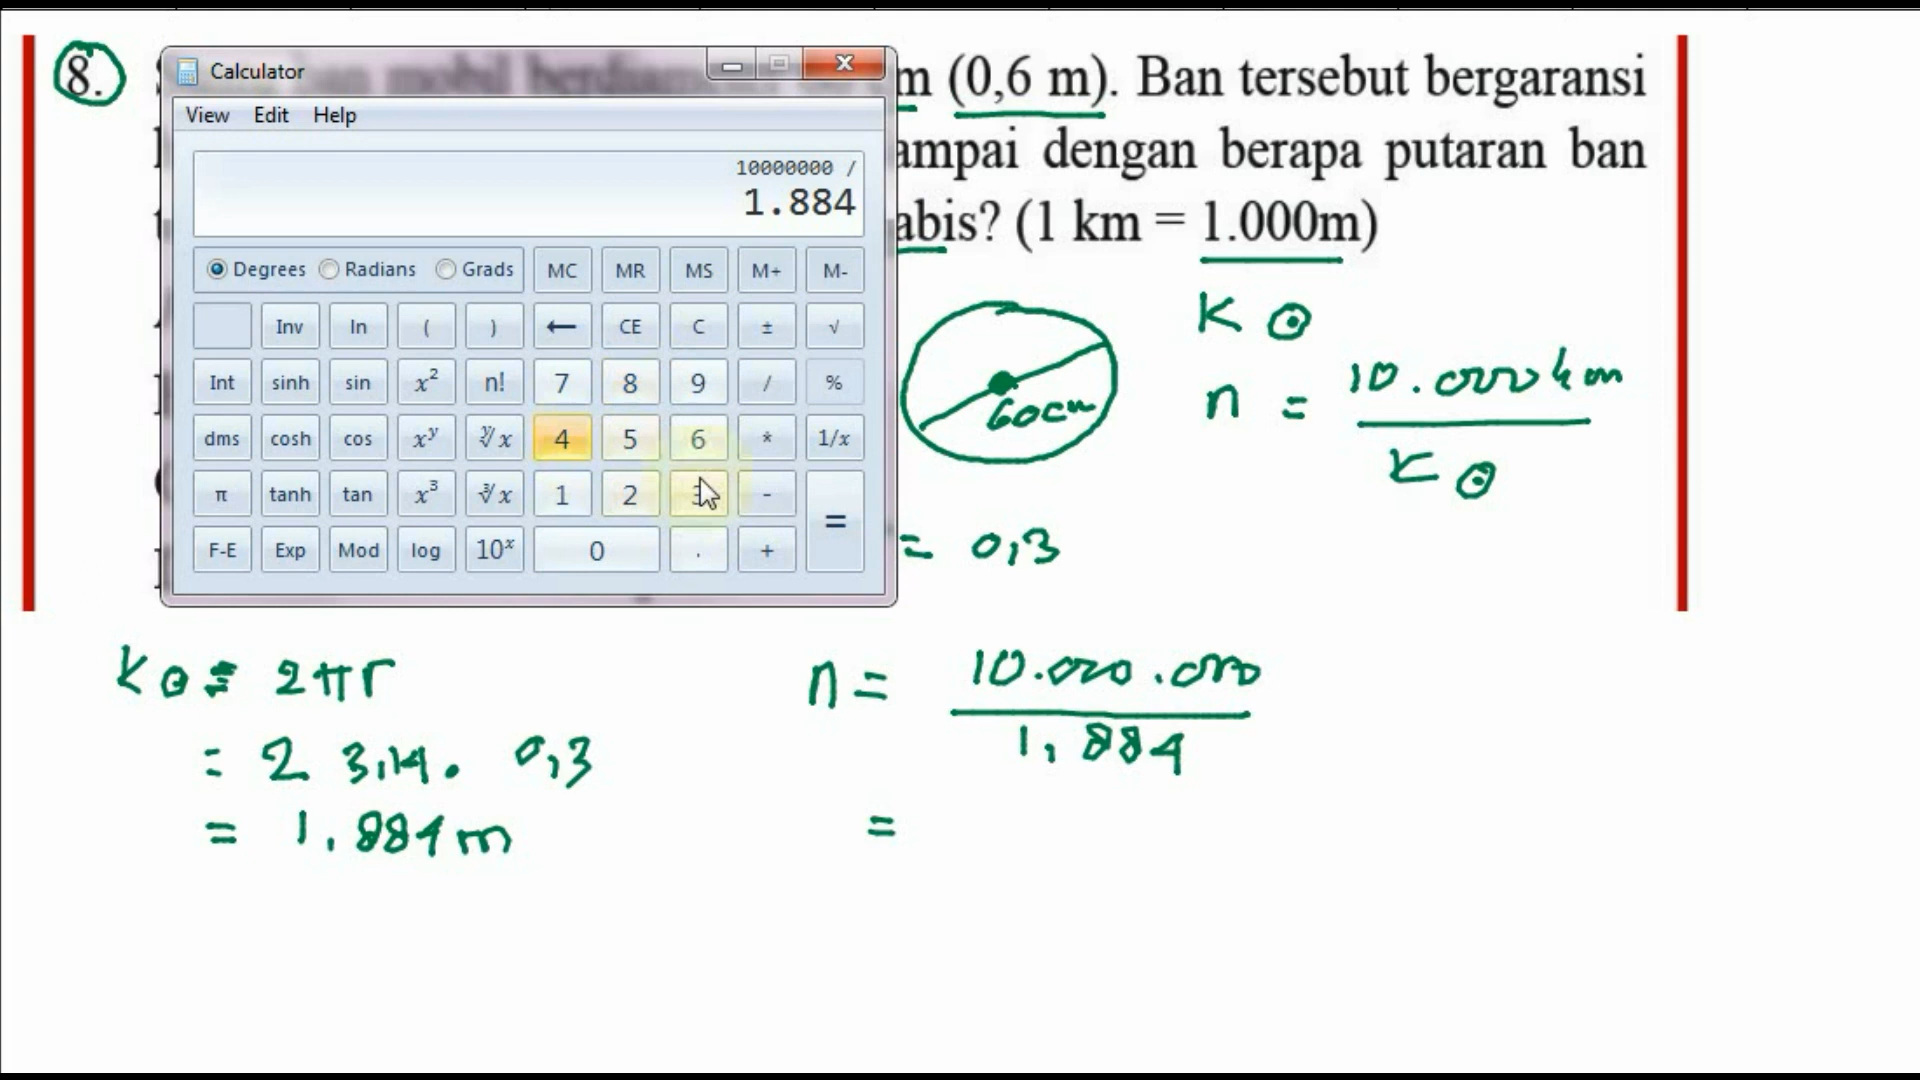 8.
Calculator
m (0,6 m). Ban tersebut bergaransi
View Edit Help
ampai dengan berapa putaran ban
10000000 /
1.884
abis? (1 km = 1.000m)
Degrees Radians Grads MC MR MS M+ M-
Inv ln ( ) ← CE C ± √
Int sinh sin x² n! 7 8 9 / %
dms cosh cos xʸ ʸ√x 4 5 6 * 1/x
π tanh tan x³ ³√x 1 2 3 - =
F-E Exp Mod log 10ˣ 0 . +
60cm
K ⊙
n = 10.000 km / K ⊙
= 0,3
K ⊙ = 2πr
= 2 3,14. 0,3
= 1.884 m
n = 10.000.000 / 1,884
=